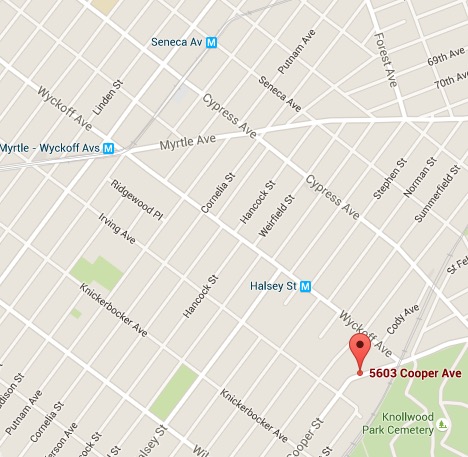 Seneca Av M
Putnam Ave
Forest Ave
69th Ave
70th Ave
Linden St
Seneca Ave
Wyckoff Ave
Cypress Ave
Myrtle Ave
Myrtle - Wyckoff Avs M
Ridgewood Pl
Cornelia St
Hancock St
Weirfield St
Cypress Ave
Stephen St
Norman St
Summerfield St
Irving Ave
St Fel
Halsey St M
Hancock St
Knickerbocker Ave
Wyckoff Ave
Cody Ave
5603 Cooper Ave
Putnam Ave
Cornelia St
Halsey St
Knickerbocker Ave
Cooper St
Knollwood
Park Cemetery